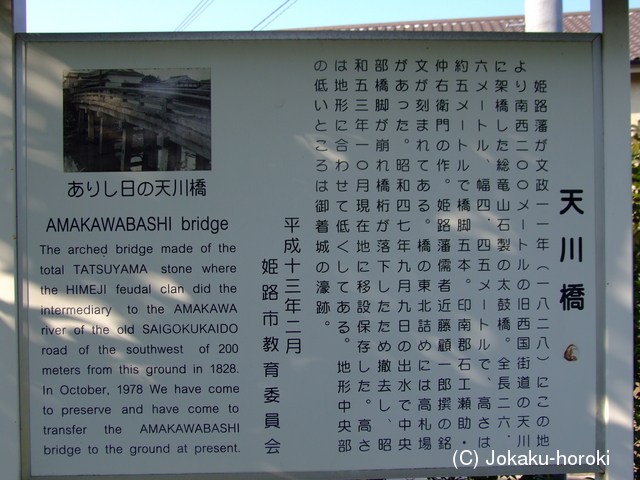 天川橋
姫路藩が文政一一年（一八二八）にこの地
より南西二〇〇メートルの旧西国街道の天川
に架橋した総竜山石製の太鼓橋。全長二六．
六メートル、幅四．四五メートルで、高さは
約五メートルで橋脚五本。印南郡石工瀬助・
仲右衛門の作。姫路藩儒者近藤顧一郎撰の銘
文が刻まれてある。橋の東北詰めには高札場
があった。昭和四七年九月九日の出水で中央
部橋脚が崩れ橋桁が落下したため撤去し、昭
和五三年一〇月現在地に移設保存した。高さ
は地形に合わせて低くしてある。地形中央部
の低いところは御着城の濠跡。
平成十三年二月
姫路市教育委員会
ありし日の天川橋
AMAKAWABASHI bridge
The arched bridge made of the
total TATSUYAMA stone where
the HIMEJI feudal clan did the
intermediary to the AMAKAWA
river of the old SAIGOKUKAIDO
road of the southwest of 200
meters from this ground in 1828.
In October, 1978 We have come
to preserve and have come to
transfer the AMAKAWABASHI
bridge to the ground at present.
(C) Jokaku-horoki